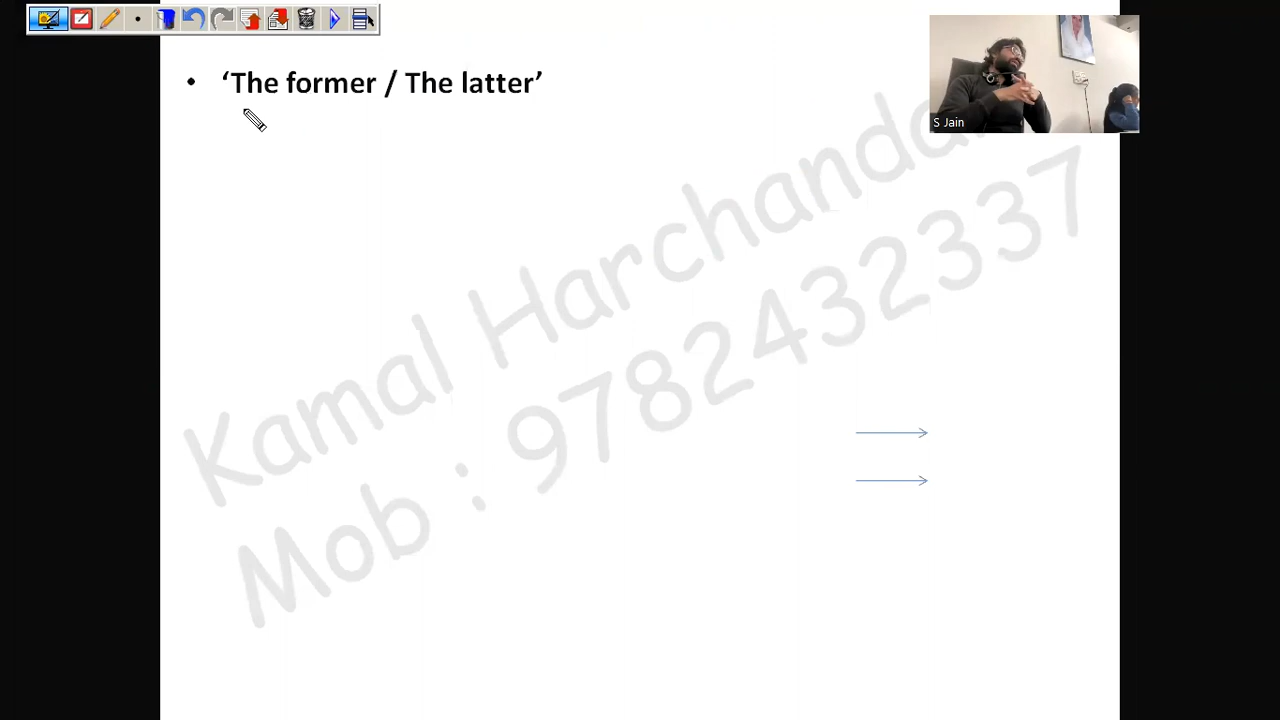 • ‘The former / The latter’
S Jain
Kamal Harchandani
Mob : 9782432337